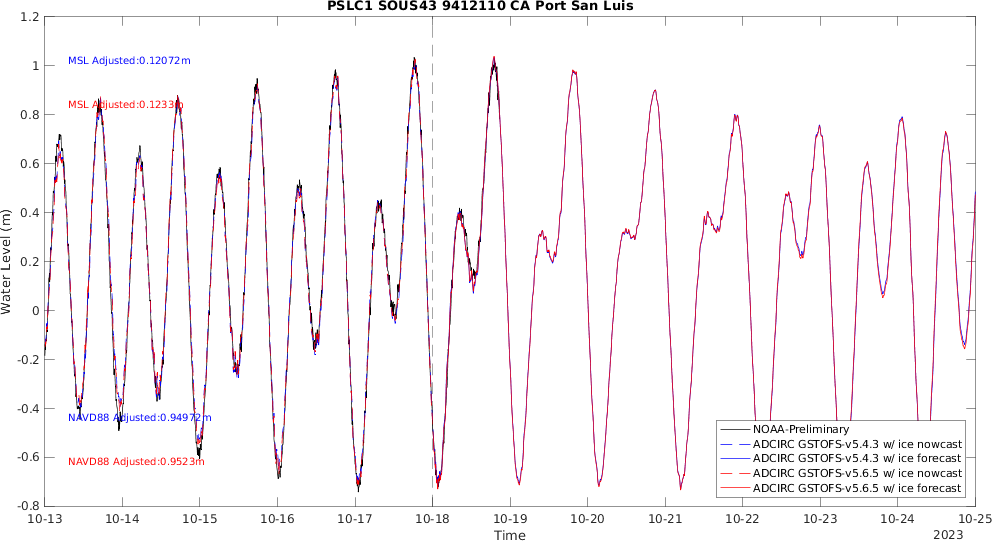 PSLC1 SOUS43 9412110 CA Port San Luis
Water Level (m)
1.2
1
0.8
0.6
0.4
0.2
0
-0.2
-0.4
-0.6
-0.8
MSL Adjusted:0.12072m
MSL Adjusted:0.1233m
NAVD88 Adjusted:0.94972m
NAVD88 Adjusted:0.9523m
NOAA-Preliminary
ADCIRC GSTOFS-v5.4.3 w/ ice nowcast
ADCIRC GSTOFS-v5.4.3 w/ ice forecast
ADCIRC GSTOFS-v5.6.5 w/ ice nowcast
ADCIRC GSTOFS-v5.6.5 w/ ice forecast
10-13 10-14 10-15 10-16 10-17 10-18 10-19 10-20 10-21 10-22 10-23 10-24 10-25
Time
2023